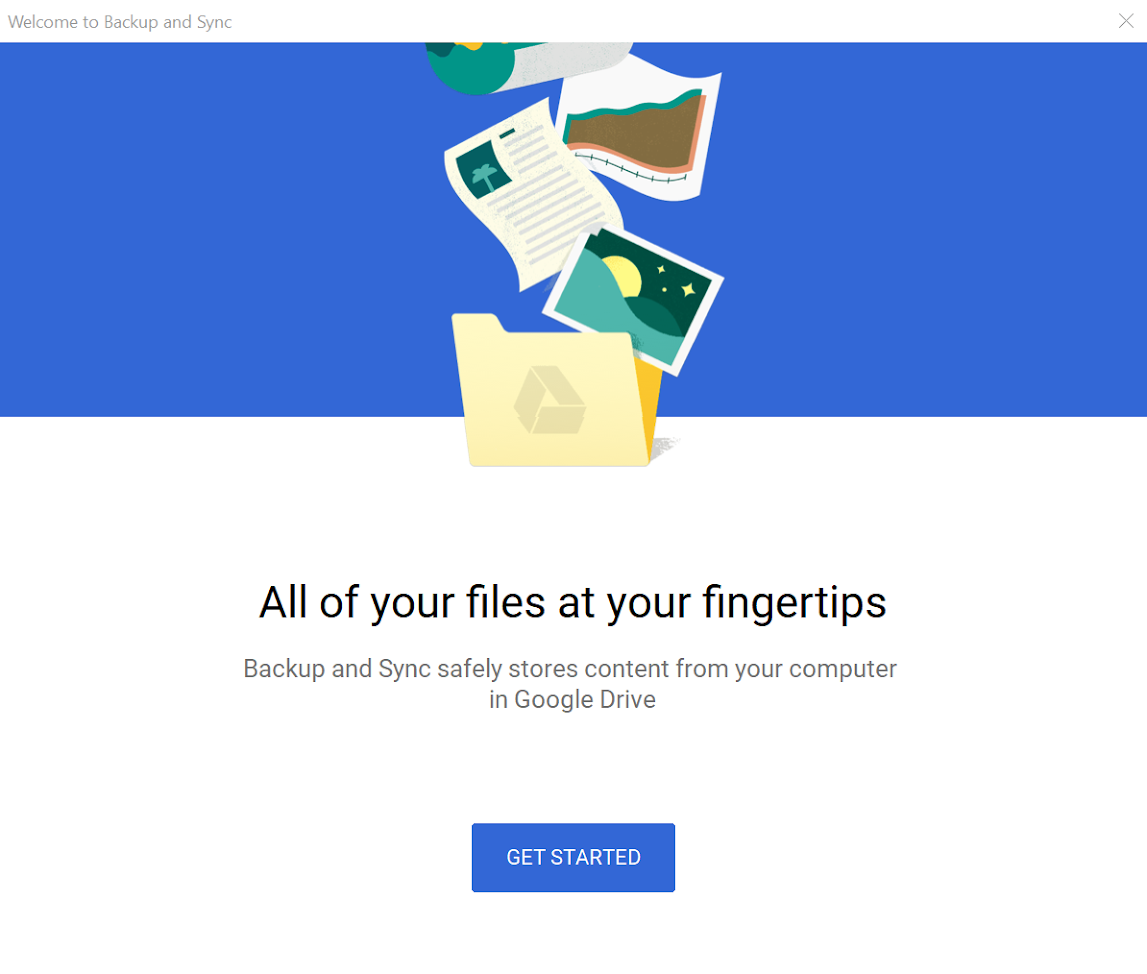 Welcome to Backup and Sync
All of your files at your fingertips
Backup and Sync safely stores content from your computer
in Google Drive
GET STARTED